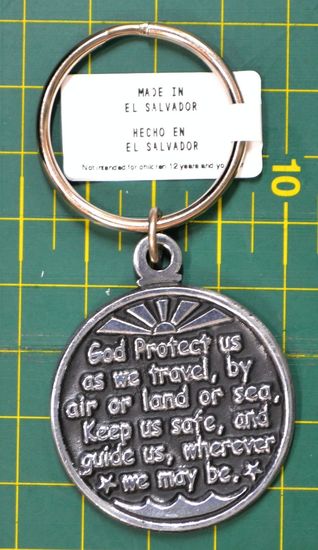 MADE IN
EL SALVADOR
HECHO EN
EL SALVADOR
Not intended for children 12 years and
10
God Protect us
as we travel, by
air or land or sea.
Keep us safe, and
guide us, wherever
we may be.